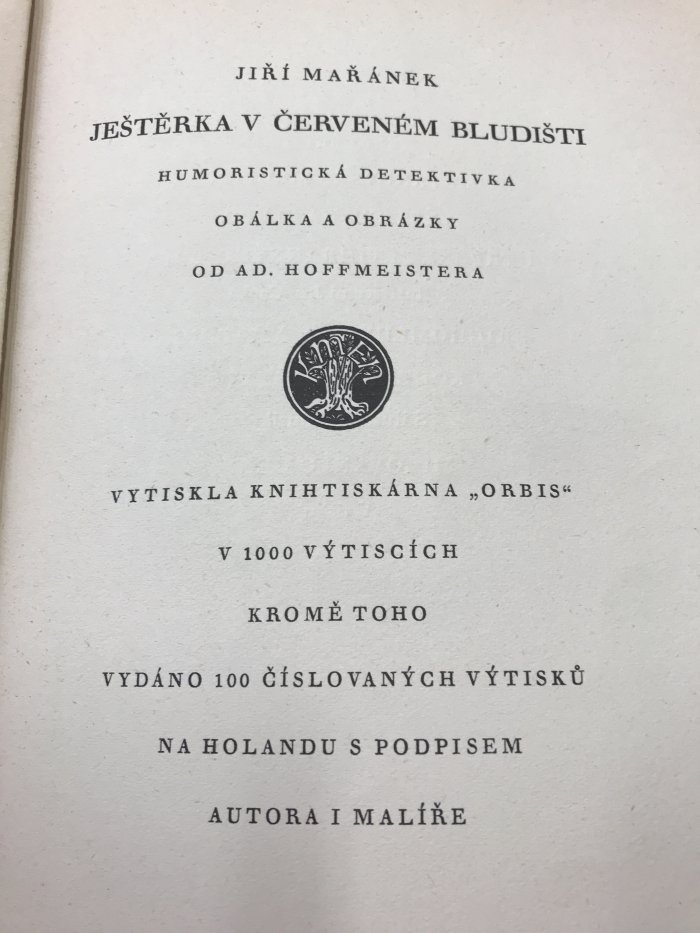 JIŘÍ MAŘÁNEK
JEŠTĚRKA V ČERVENÉM BLUDIŠTI
HUMORISTICKÁ DETEKTIVKA
OBÁLKA A OBRÁZKY
OD AD. HOFFMEISTERA
Kmen
VYTISKLA KNIHTISKÁRNA „ORBIS“
V 1000 VÝTISCÍCH
KROMĚ TOHO
VYDÁNO 100 ČÍSLOVANÝCH VÝTISKŮ
NA HOLANDU S PODPISEM
AUTORA I MALÍŘE